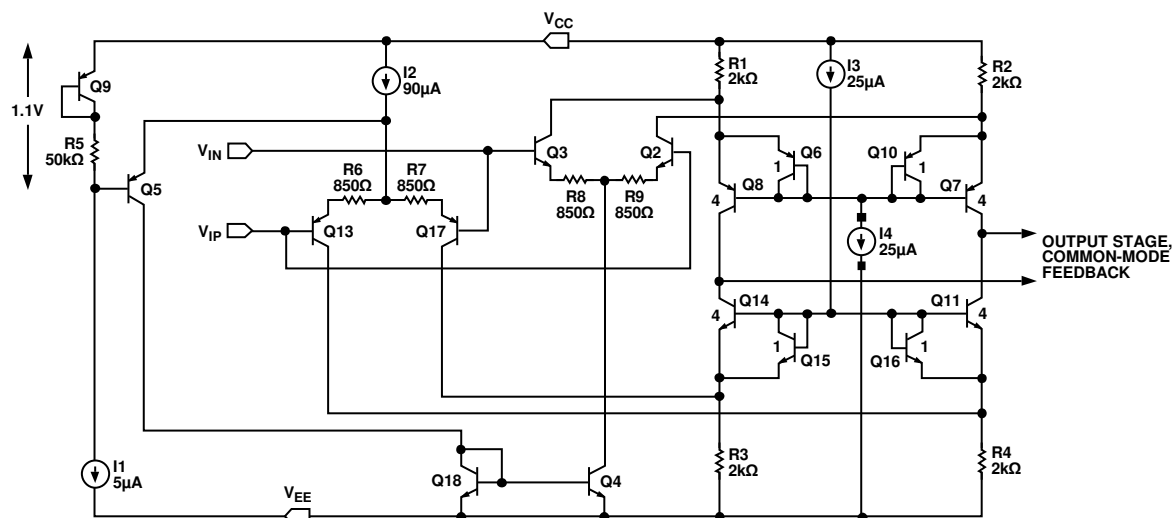 VCC
R1
2kΩ
I3
25µA
R2
2kΩ
I2
90µA
Q9
1.1V
R5
50kΩ
VIN
Q3
Q2
Q6
1
Q10
1
Q5
R6
850Ω
R7
850Ω
R8
850Ω
R9
850Ω
Q8
4
Q7
4
VIP
Q13
Q17
I4
25µA
OUTPUT STAGE,
COMMON-MODE
FEEDBACK
Q14
4
Q11
4
1
Q15
Q16
1
I1
5µA
Q18
Q4
R3
2kΩ
R4
2kΩ
VEE